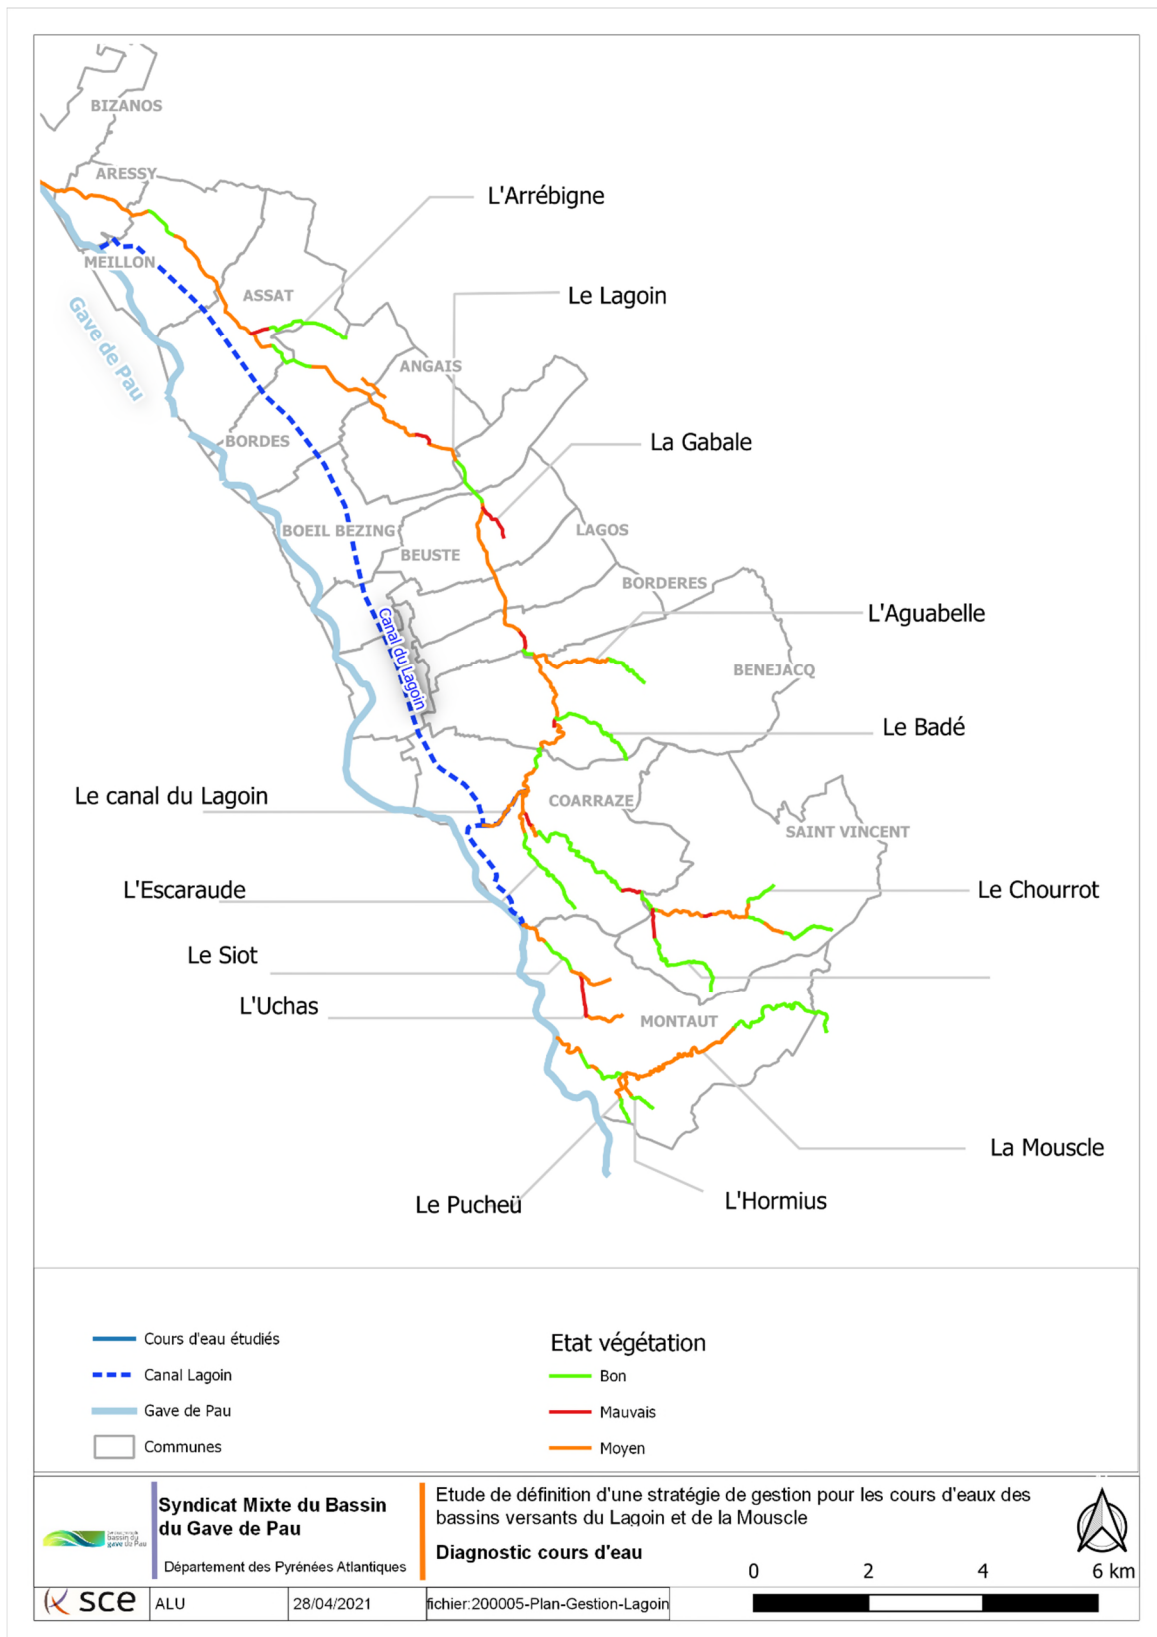 BIZANOS
ARESSY
L'Arrébigne
MEILLON
ASSAT
Le Lagoin
Gave de Pau
ANGAIS
BORDES
La Gabale
BOEIL BEZING
LAGOS
BEUSTE
BORDERES
L'Aguabelle
Canal du Lagoin
BENEJACQ
Le Badé
Le canal du Lagoin
COARRAZE
SAINT VINCENT
L'Escaraude
Le Chourrot
Le Siot
L'Uchas
MONTAUT
La Mouscle
Le Pucheü
L'Hormius
Cours d'eau étudiés
Canal Lagoin
Gave de Pau
Communes
Etat végétation
Bon
Mauvais
Moyen
Syndicat Mixte du Bassin
du Gave de Pau
Département des Pyrénées Atlantiques
Etude de définition d'une stratégie de gestion pour les cours d'eaux des
bassins versants du Lagoin et de la Mouscle
Diagnostic cours d'eau
bassin du
gave de Pau
0 2 4 6 km
sce
ALU
28/04/2021
fichier:200005-Plan-Gestion-Lagoin